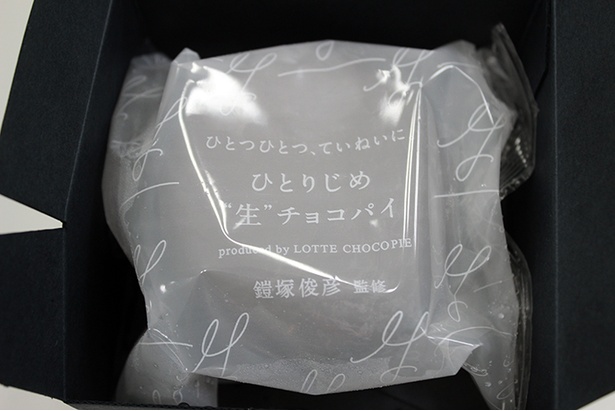 ひとつひとつ、ていねいに
ひとりじめ
“生”チョコパイ
produced by LOTTE CHOCOPIE
鎧塚俊彦 監修